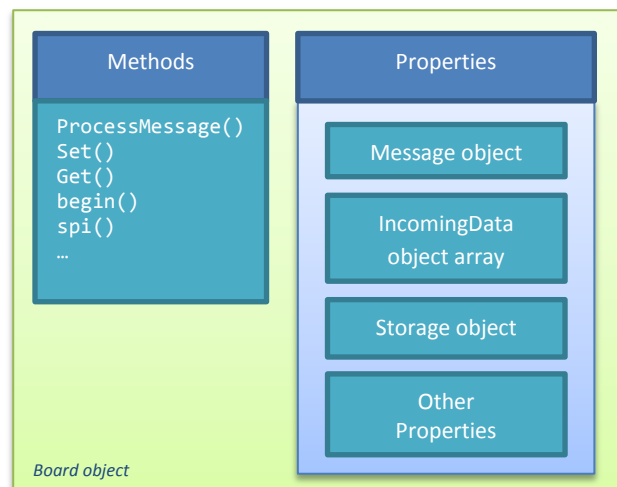 Methods
ProcessMessage()
Set()
Get()
begin()
spi()
…
Properties
Message object
IncomingData
object array
Storage object
Other
Properties
Board object